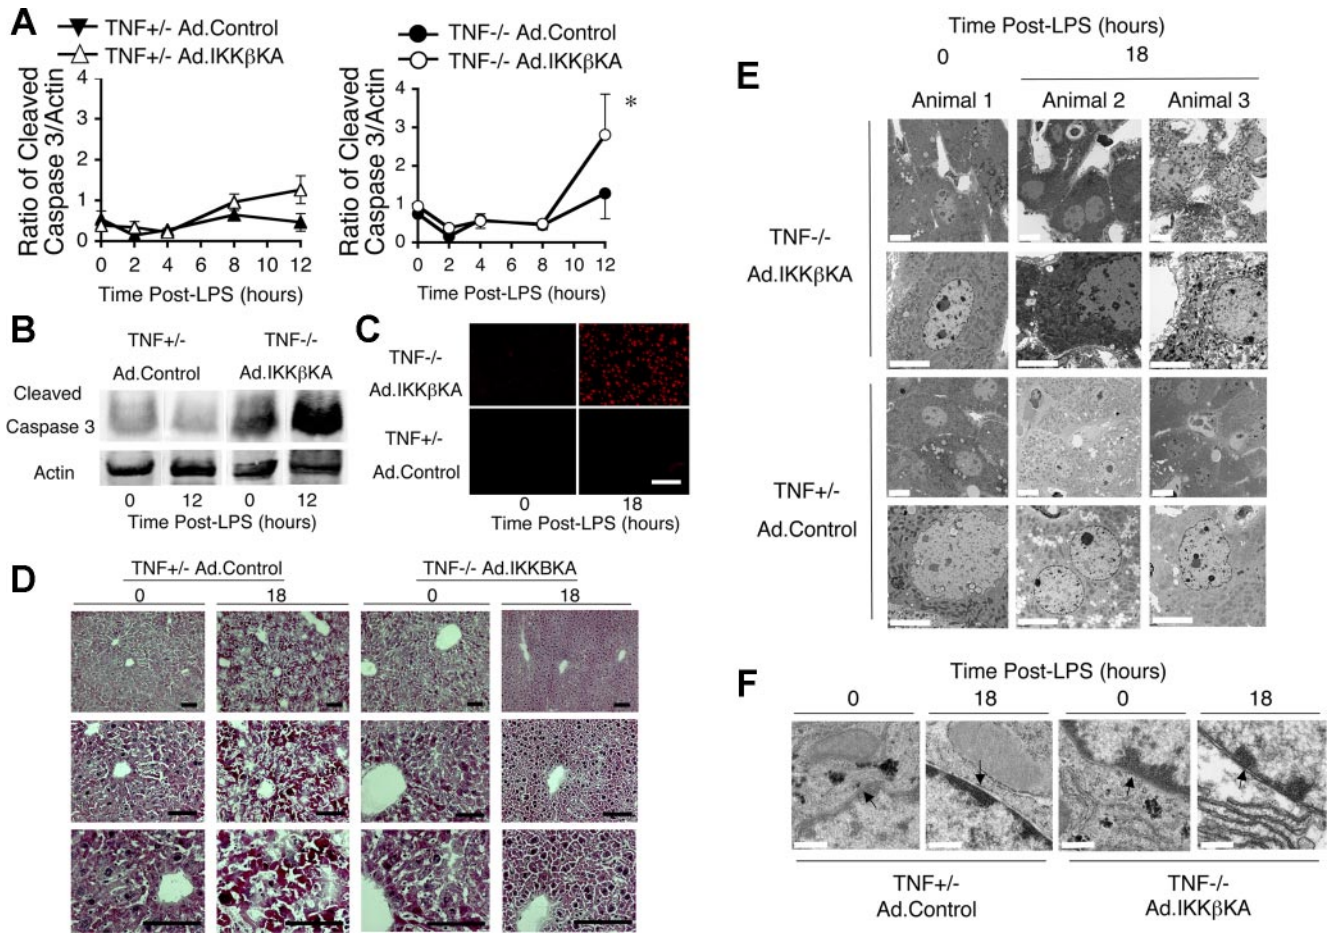 A
TNF+/- Ad.Control
TNF+/- Ad.IKKβKA
Ratio of Cleaved
Caspase 3/Actin
4
3
2
1
0
0 2 4 6 8 10 12
Time Post-LPS (hours)
TNF-/- Ad.Control
TNF-/- Ad.IKKβKA
Ratio of Cleaved
Caspase 3/Actin
4
3
2
1
0
*
0 2 4 6 8 10 12
Time Post-LPS (hours)
B
TNF+/- TNF-/-
Ad.Control Ad.IKKβKA
Cleaved
Caspase 3
Actin
0 12 0 12
Time Post-LPS (hours)
C
TNF-/-
Ad.IKKβKA
TNF+/-
Ad.Control
0 18
Time Post-LPS (hours)
D
TNF+/- Ad.Control TNF-/- Ad.IKKBKA
0 18 0 18
E
Time Post-LPS (hours)
0 18
Animal 1 Animal 2 Animal 3
TNF-/-
Ad.IKKβKA
TNF+/-
Ad.Control
F
Time Post-LPS (hours)
0 18 0 18
TNF+/- TNF-/-
Ad.Control Ad.IKKβKA